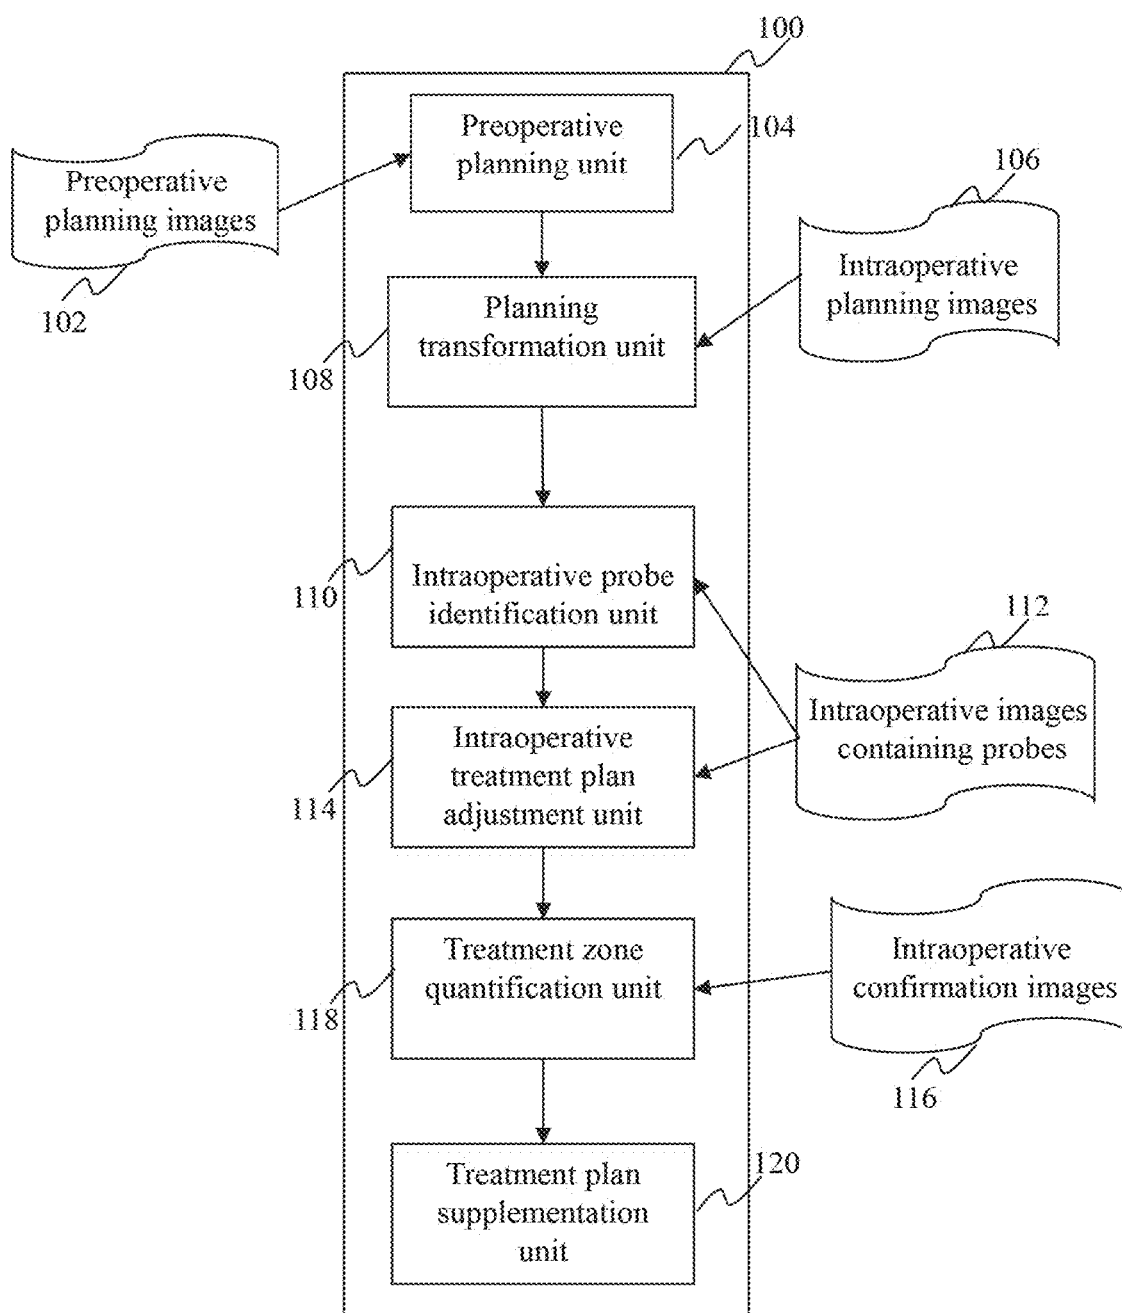 100
Preoperative
planning unit
104
Preoperative
planning images
102
106
Intraoperative
planning images
Planning
transformation unit
108
110
Intraoperative probe
identification unit
112
Intraoperative images
containing probes
Intraoperative
treatment plan
adjustment unit
114
Treatment zone
quantification unit
118
Intraoperative
confirmation images
116
Treatment plan
supplementation
unit
120